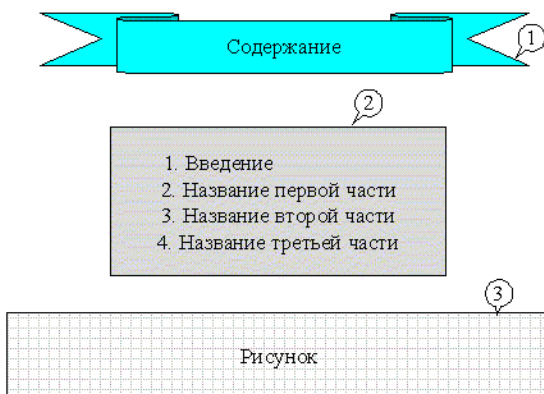 Содержание
1
2
1. Введение
2. Название первой части
3. Название второй части
4. Название третьей части
3
Рисунок